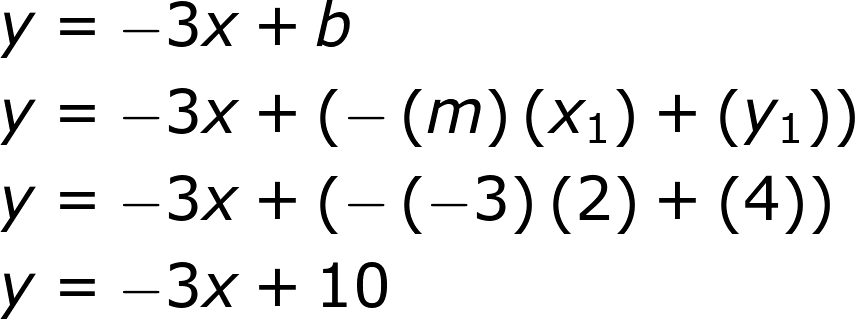 y = −3x + b
y = −3x + (− (m) (x₁) + (y₁))
y = −3x + (− (−3) (2) + (4))
y = −3x + 10